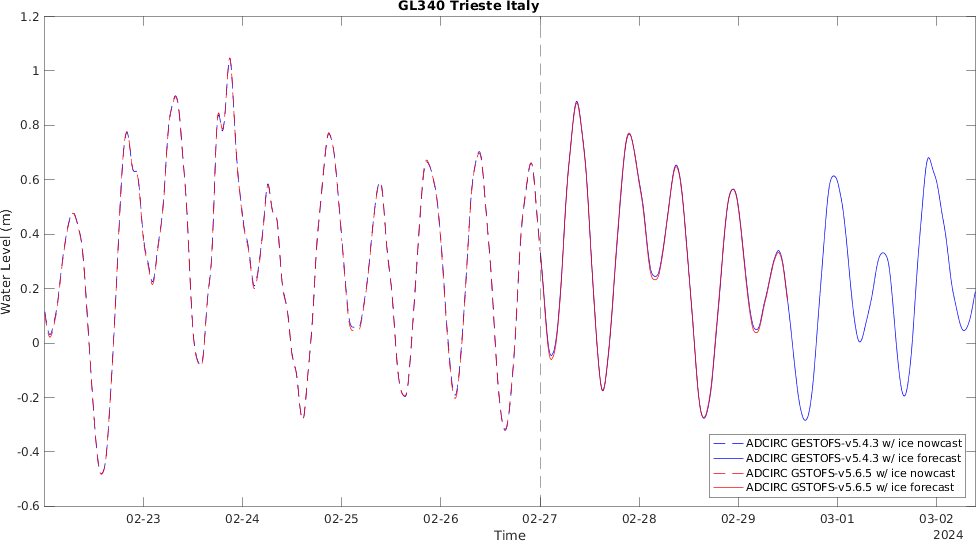 GL340 Trieste Italy
1.2
1
0.8
0.6
0.4
0.2
0
-0.2
-0.4
-0.6
Water Level (m)
02-23 02-24 02-25 02-26 02-27 02-28 02-29 03-01 03-02
Time
2024
ADCIRC GESTOFS-v5.4.3 w/ ice nowcast
ADCIRC GESTOFS-v5.4.3 w/ ice forecast
ADCIRC GSTOFS-v5.6.5 w/ ice nowcast
ADCIRC GSTOFS-v5.6.5 w/ ice forecast